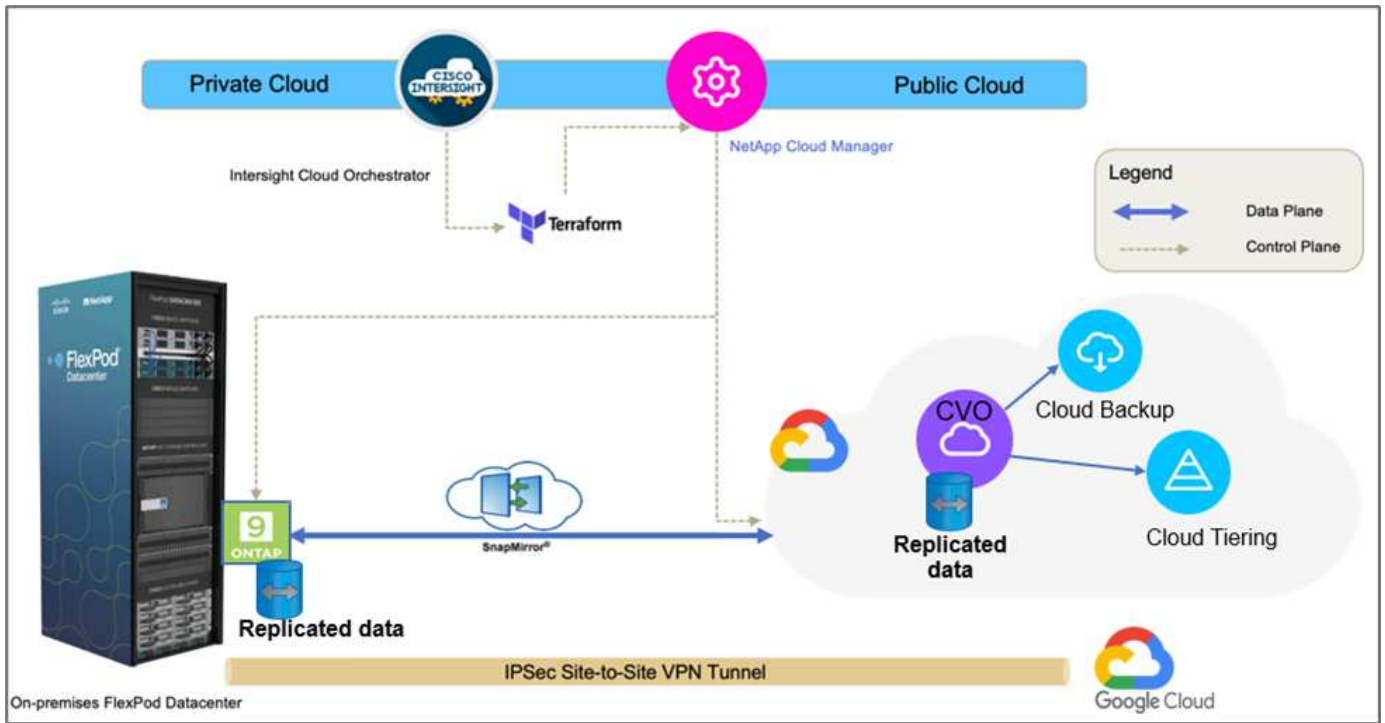 Private Cloud
CISCO
INTERSIGHT
Public Cloud
NetApp Cloud Manager
Intersight Cloud Orchestrator
Terraform
Legend
Data Plane
Control Plane
CISCO
NetApp
FlexPod
Datacenter
CVO
Cloud Backup
Cloud Tiering
9
ONTAP
SnapMirror®
Replicated
data
Replicated data
IPSec Site-to-Site VPN Tunnel
On-premises FlexPod Datacenter
Google Cloud